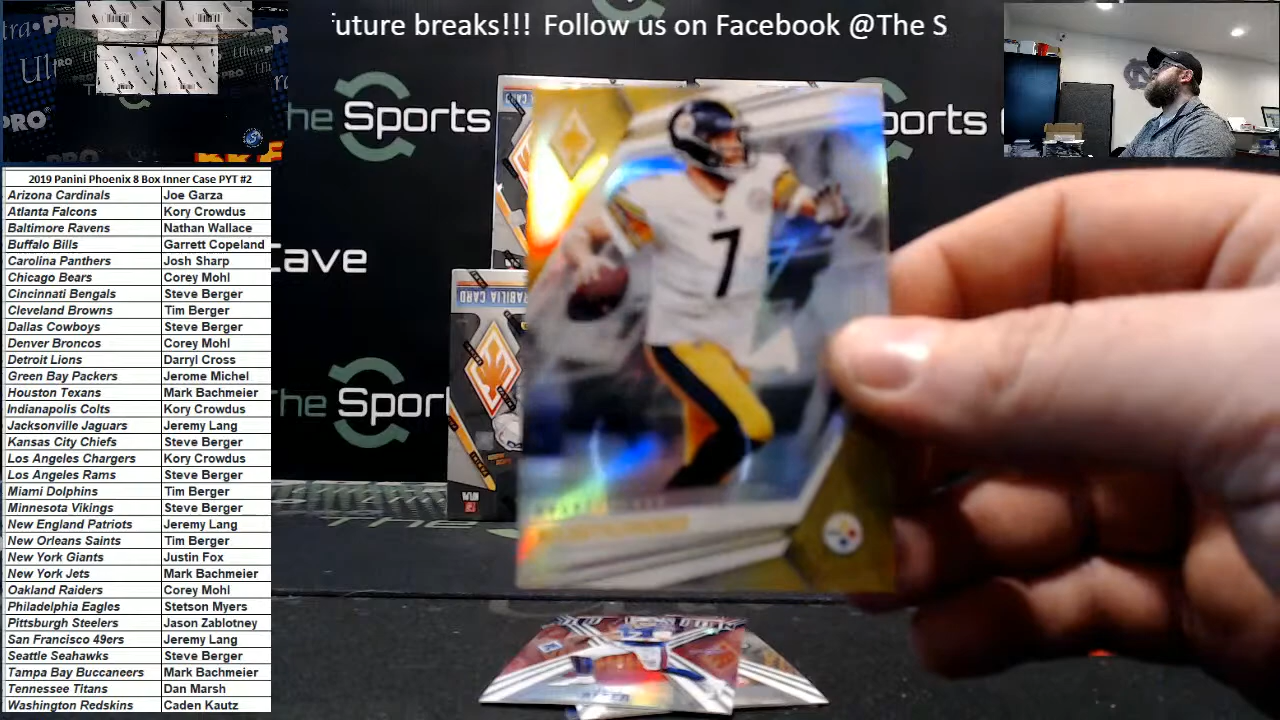 uture breaks!!! Follow us on Facebook @The S
2019 Panini Phoenix 8 Box Inner Case PYT #2
Arizona Cardinals Joe Garza
Atlanta Falcons Kory Crowdus
Baltimore Ravens Nathan Wallace
Buffalo Bills Garrett Copeland
Carolina Panthers Josh Sharp
Chicago Bears Corey Mohl
Cincinnati Bengals Steve Berger
Cleveland Browns Tim Berger
Dallas Cowboys Steve Berger
Denver Broncos Corey Mohl
Detroit Lions Darryl Cross
Green Bay Packers Jerome Michel
Houston Texans Mark Bachmeier
Indianapolis Colts Kory Crowdus
Jacksonville Jaguars Jeremy Lang
Kansas City Chiefs Steve Berger
Los Angeles Chargers Kory Crowdus
Los Angeles Rams Steve Berger
Miami Dolphins Tim Berger
Minnesota Vikings Steve Berger
New England Patriots Jeremy Lang
New Orleans Saints Tim Berger
New York Giants Justin Fox
New York Jets Mark Bachmeier
Oakland Raiders Corey Mohl
Philadelphia Eagles Stetson Myers
Pittsburgh Steelers Jason Zablotney
San Francisco 49ers Jeremy Lang
Seattle Seahawks Steve Berger
Tampa Bay Buccaneers Mark Bachmeier
Tennessee Titans Dan Marsh
Washington Redskins Caden Kautz
he Sports
ports
Cave
The Spor
The
7
PRO
PRO